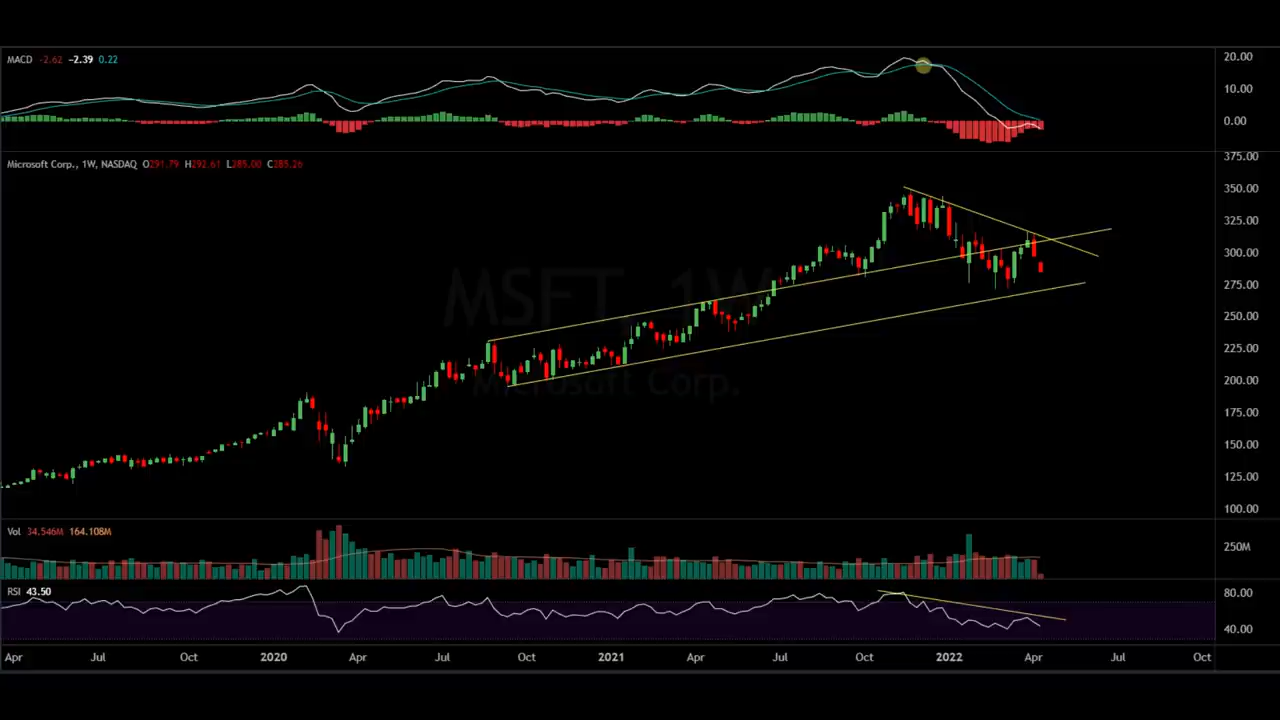 MACD -2.62 -2.39 0.22
20.00
10.00
0.00
Microsoft Corp., 1W, NASDAQ O291.79 H292.61 L285.00 C285.26
375.00
350.00
325.00
300.00
275.00
250.00
225.00
200.00
175.00
150.00
125.00
100.00
MSFT, 1W
Microsoft Corp.
Vol 34.546M 164.108M
250M
RSI 43.50
80.00
40.00
Apr Jul Oct 2020 Apr Jul Oct 2021 Apr Jul Oct 2022 Apr Jul Oct